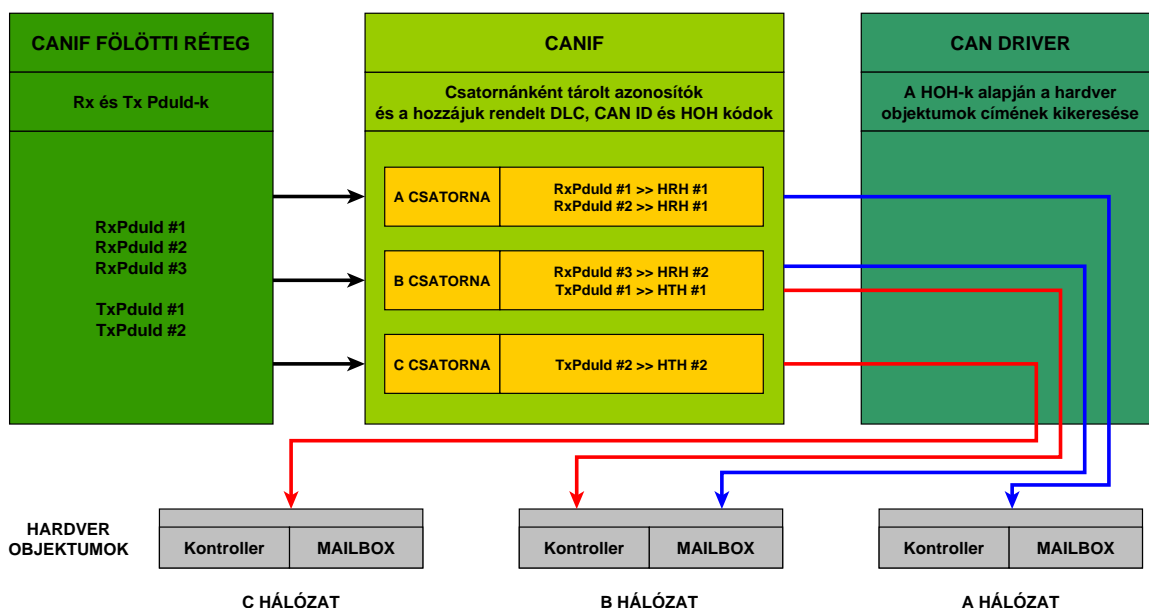 CANIF FÖLÖTTI RÉTEG
Rx és Tx PduId-k
RxPduId #1
RxPduId #2
RxPduId #3
TxPduId #1
TxPduId #2
CANIF
Csatornánként tárolt azonosítók
és a hozzájuk rendelt DLC, CAN ID és HOH kódok
A CSATORNA
RxPduId #1 >> HRH #1
RxPduId #2 >> HRH #1
B CSATORNA
RxPduId #3 >> HRH #2
TxPduId #1 >> HTH #1
C CSATORNA
TxPduId #2 >> HTH #2
CAN DRIVER
A HOH-k alapján a hardver
objektumok címének kikeresése
HARDVER
OBJEKTUMOK
Kontroller
MAILBOX
C HÁLÓZAT
Kontroller
MAILBOX
B HÁLÓZAT
Kontroller
MAILBOX
A HÁLÓZAT